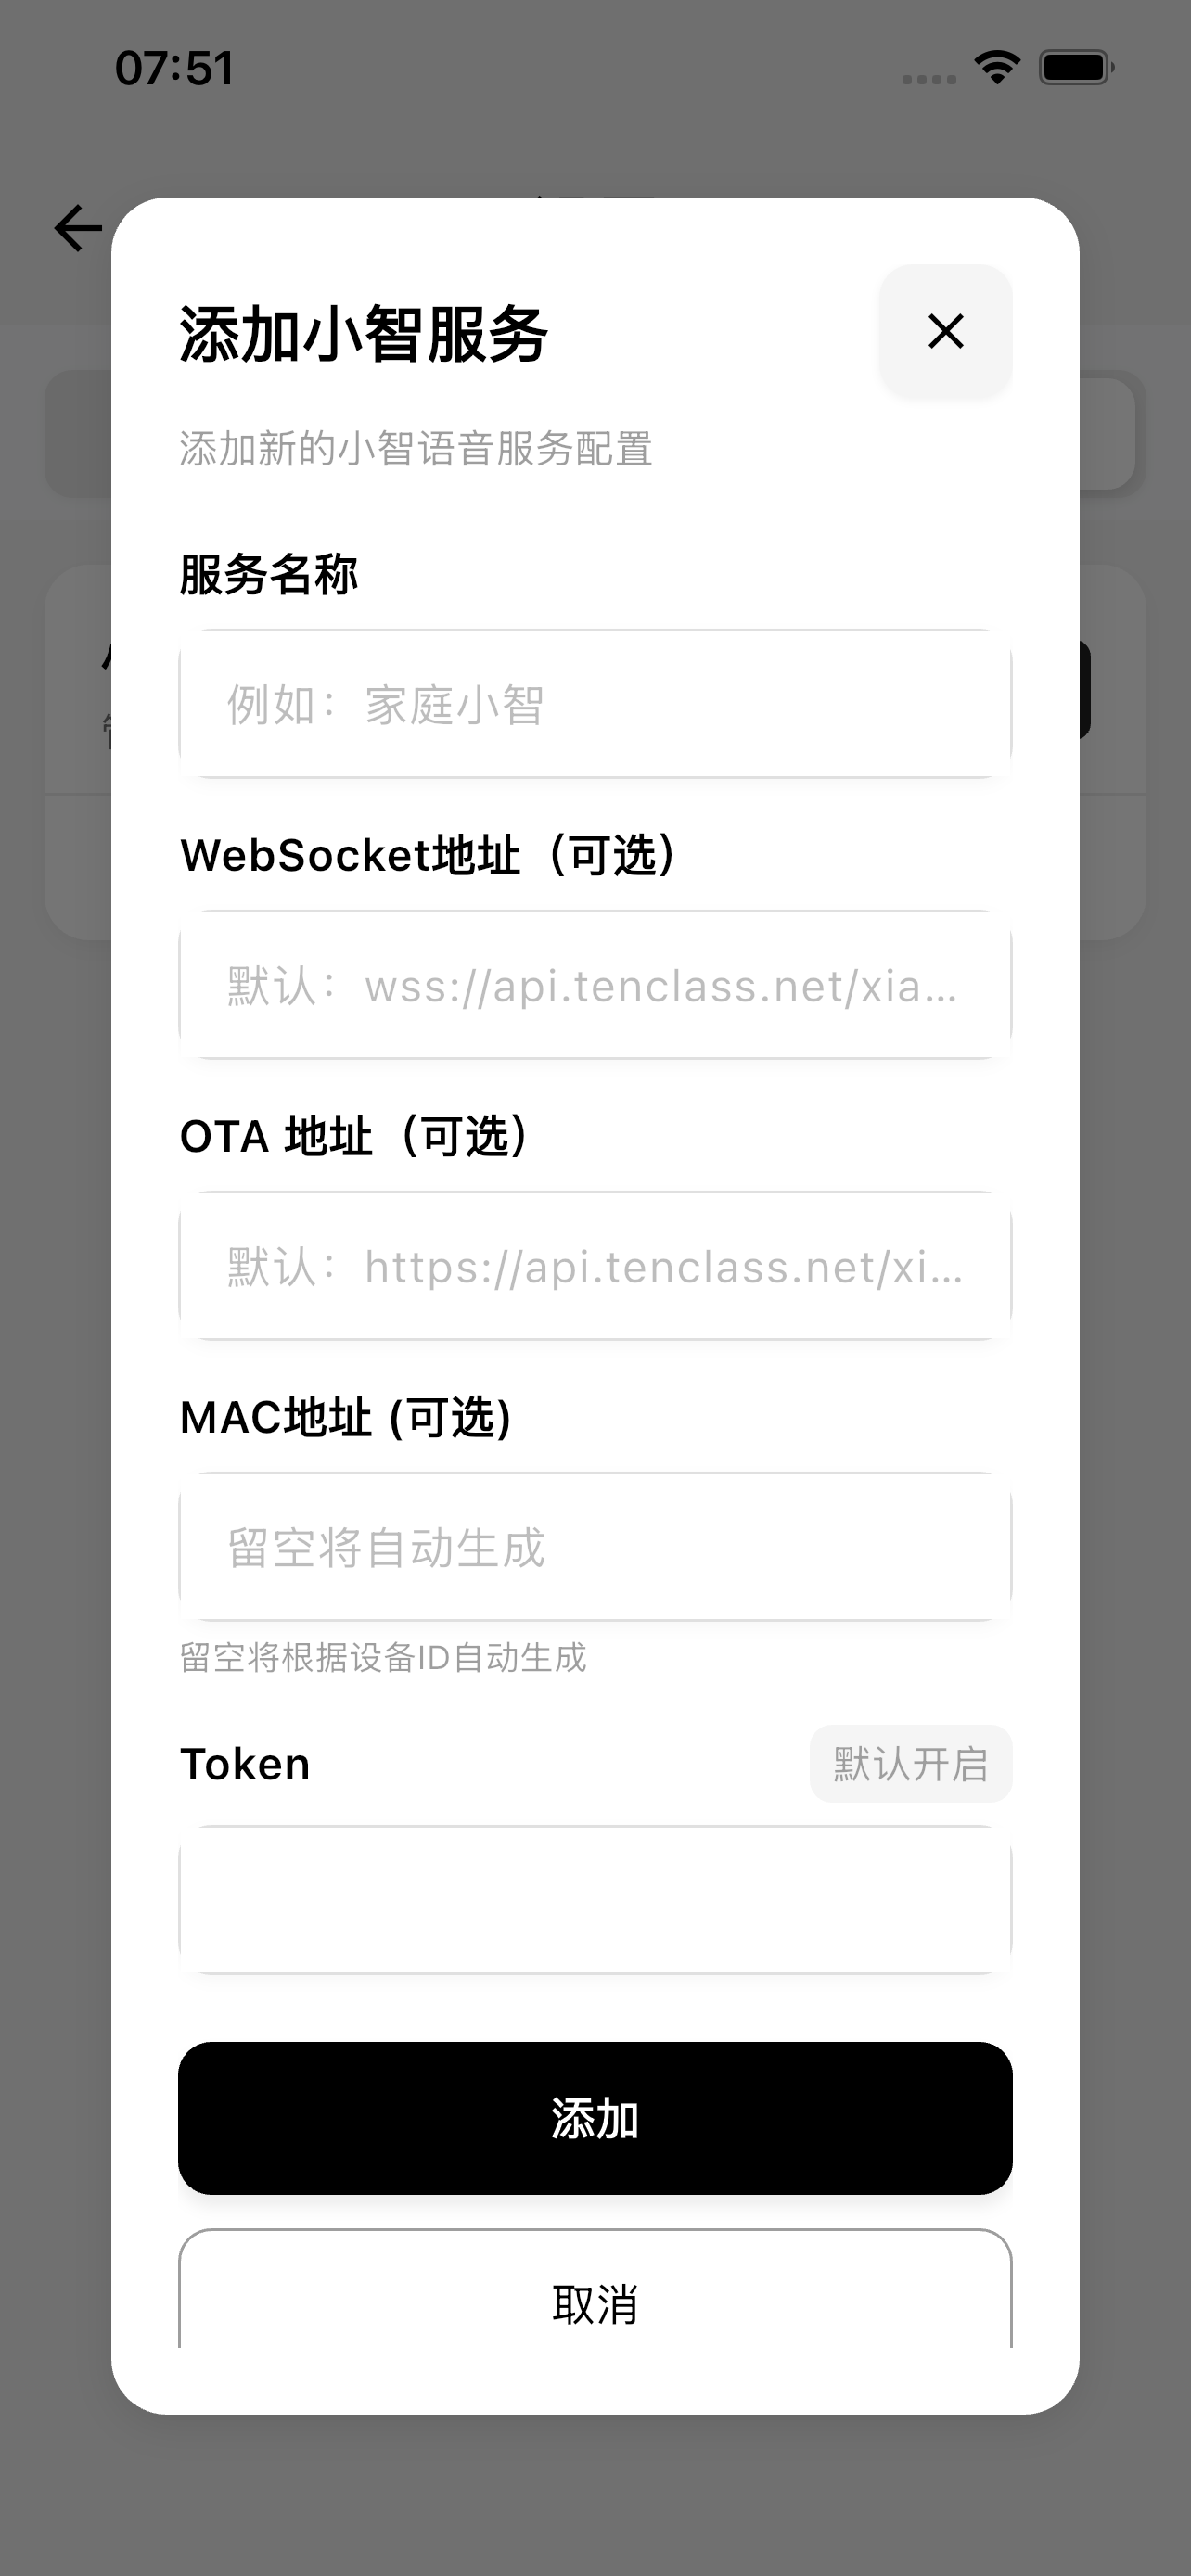 07:51
添加小智服务
添加新的小智语音服务配置
服务名称
例如：家庭小智
WebSocket地址（可选）
默认：wss://api.tenclass.net/xia...
OTA 地址（可选）
默认：https://api.tenclass.net/xi...
MAC地址 (可选)
留空将自动生成
留空将根据设备ID自动生成
Token
默认开启
添加
取消